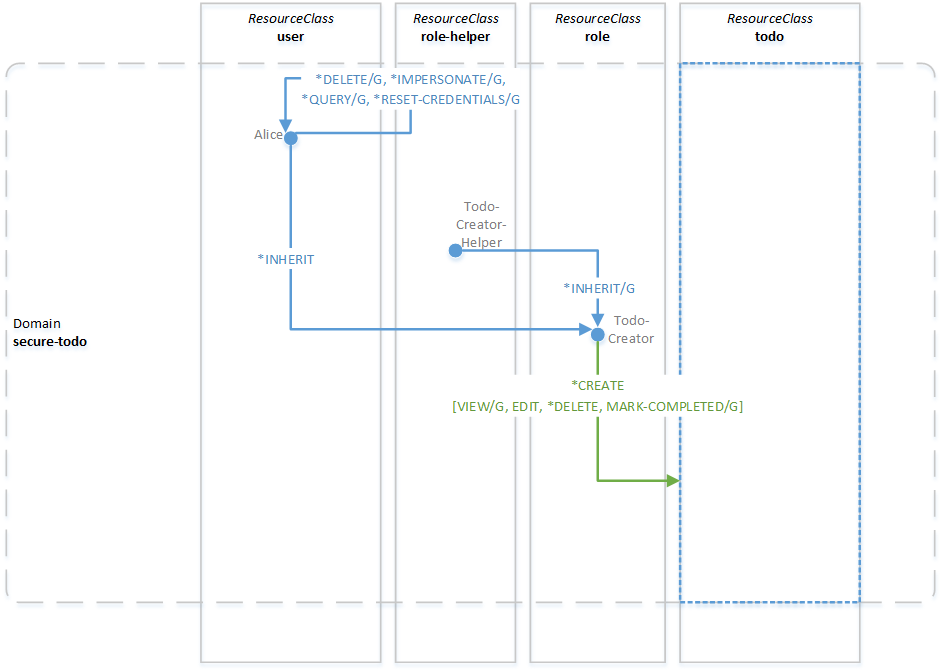 ResourceClass
user
ResourceClass
role-helper
ResourceClass
role
ResourceClass
todo
*DELETE/G, *IMPERSONATE/G,
*QUERY/G, *RESET-CREDENTIALS/G
Alice
Todo-
Creator-
Helper
*INHERIT
*INHERIT/G
Domain
secure-todo
Todo-
Creator
*CREATE
[VIEW/G, EDIT, *DELETE, MARK-COMPLETED/G]